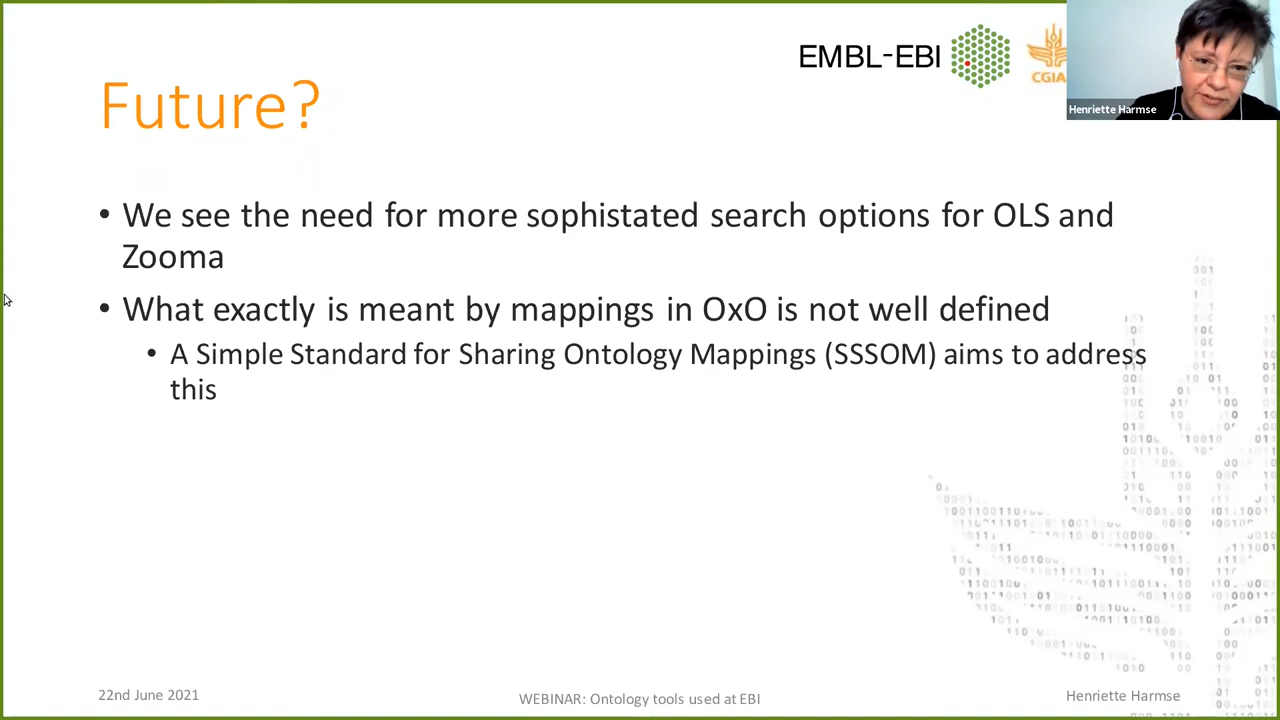 EMBL-EBI
CGIA
Henriette Harmse
Future?
• We see the need for more sophistated search options for OLS and
Zooma
• What exactly is meant by mappings in OxO is not well defined
• A Simple Standard for Sharing Ontology Mappings (SSSOM) aims to address
this
22nd June 2021
WEBINAR: Ontology tools used at EBI
Henriette Harmse